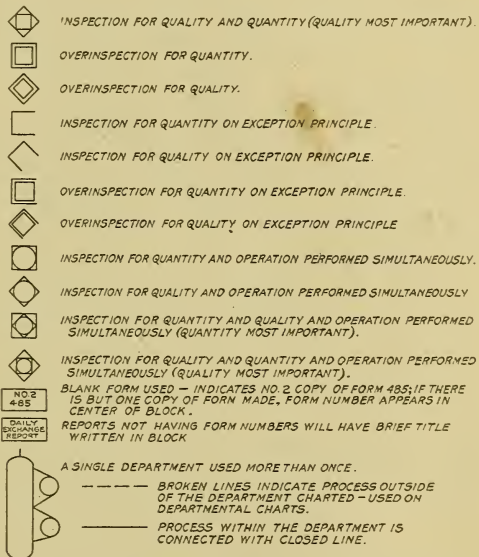 INSPECTION FOR QUALITY AND QUANTITY (QUALITY MOST IMPORTANT).
OVERINSPECTION FOR QUANTITY.
OVERINSPECTION FOR QUALITY.
INSPECTION FOR QUANTITY ON EXCEPTION PRINCIPLE.
INSPECTION FOR QUALITY ON EXCEPTION PRINCIPLE.
OVERINSPECTION FOR QUANTITY ON EXCEPTION PRINCIPLE.
OVERINSPECTION FOR QUALITY ON EXCEPTION PRINCIPLE
INSPECTION FOR QUANTITY AND OPERATION PERFORMED SIMULTANEOUSLY.
INSPECTION FOR QUALITY AND OPERATION PERFORMED SIMULTANEOUSLY
INSPECTION FOR QUANTITY AND QUALITY AND OPERATION PERFORMED
SIMULTANEOUSLY (QUANTITY MOST IMPORTANT).
INSPECTION FOR QUALITY AND QUANTITY AND OPERATION PERFORMED
SIMULTANEOUSLY (QUALITY MOST IMPORTANT).
NO.2
485
BLANK FORM USED — INDICATES NO. 2 COPY OF FORM 485; IF THERE
IS BUT ONE COPY OF FORM MADE, FORM NUMBER APPEARS IN
CENTER OF BLOCK.
DAILY
EXCHANGE
REPORT
REPORTS NOT HAVING FORM NUMBERS WILL HAVE BRIEF TITLE
WRITTEN IN BLOCK
A SINGLE DEPARTMENT USED MORE THAN ONCE.
BROKEN LINES INDICATE PROCESS OUTSIDE
OF THE DEPARTMENT CHARTED — USED ON
DEPARTMENTAL CHARTS.
PROCESS WITHIN THE DEPARTMENT IS
CONNECTED WITH CLOSED LINE.